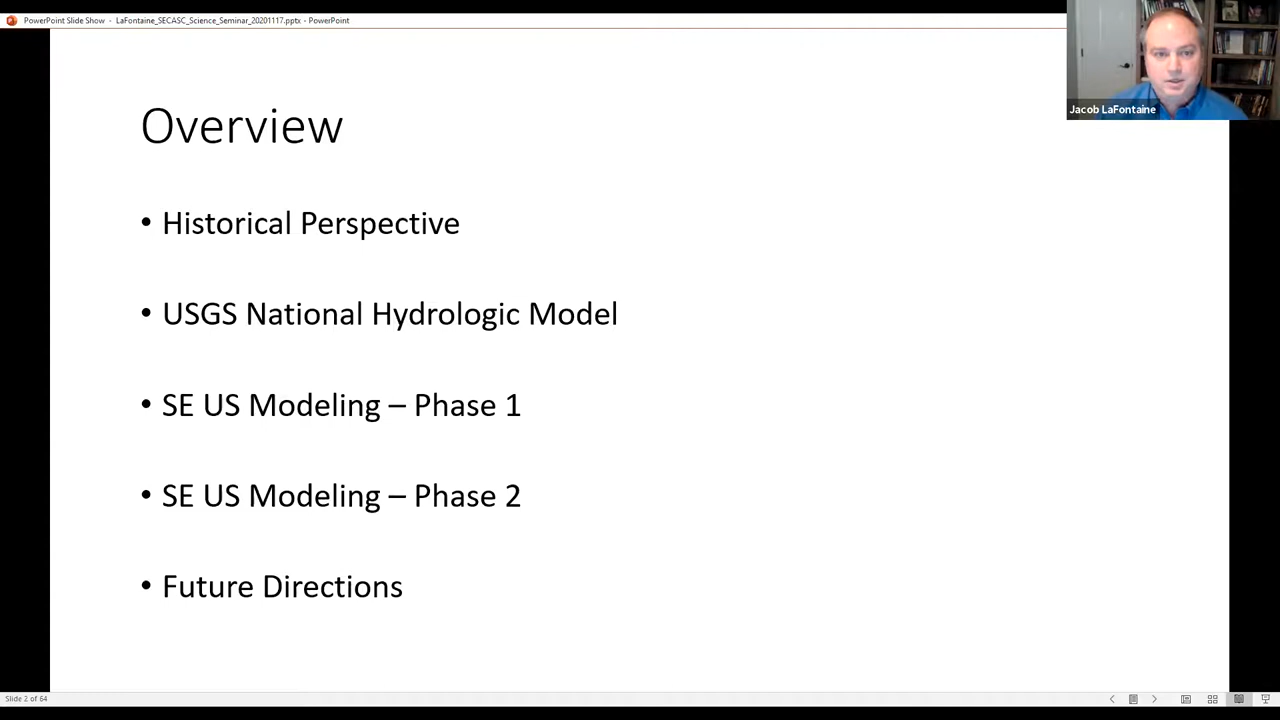 PowerPoint Slide Show - LaFontaine_SECASC_Science_Seminar_20201117.pptx - PowerPoint
Jacob LaFontaine
Overview
• Historical Perspective
• USGS National Hydrologic Model
• SE US Modeling – Phase 1
• SE US Modeling – Phase 2
• Future Directions
Slide 2 of 64